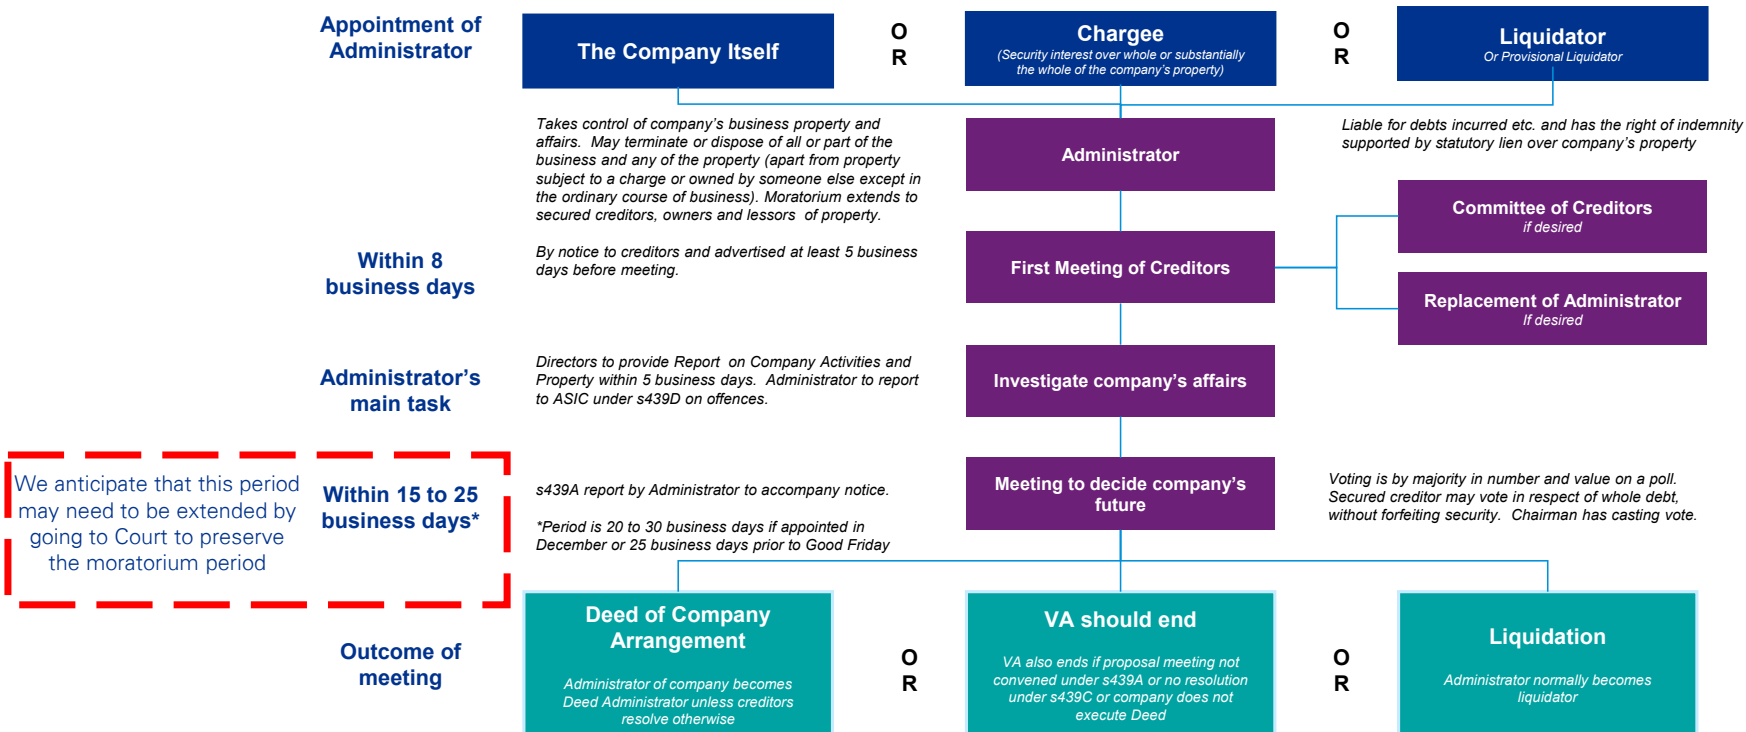 Appointment of
Administrator
The Company Itself
O
R
Chargee
(Security interest over whole or substantially
the whole of the company's property)
O
R
Liquidator
Or Provisional Liquidator
Takes control of company's business property and
affairs. May terminate or dispose of all or part of the
business and any of the property (apart from property
subject to a charge or owned by someone else except in
the ordinary course of business). Moratorium extends to
secured creditors, owners and lessors of property.
Administrator
Liable for debts incurred etc. and has the right of indemnity
supported by statutory lien over company's property
Within 8
business days
By notice to creditors and advertised at least 5 business
days before meeting.
First Meeting of Creditors
Committee of Creditors
if desired
Replacement of Administrator
If desired
Administrator's
main task
Directors to provide Report on Company Activities and
Property within 5 business days. Administrator to report
to ASIC under s439D on offences.
Investigate company's affairs
We anticipate that this period
may need to be extended by
going to Court to preserve
the moratorium period
Within 15 to 25
business days*
s439A report by Administrator to accompany notice.
*Period is 20 to 30 business days if appointed in
December or 25 business days prior to Good Friday
Meeting to decide company's
future
Voting is by majority in number and value on a poll.
Secured creditor may vote in respect of whole debt,
without forfeiting security. Chairman has casting vote.
Outcome of
meeting
Deed of Company
Arrangement
Administrator of company becomes
Deed Administrator unless creditors
resolve otherwise
O
R
VA should end
VA also ends if proposal meeting not
convened under s439A or no resolution
under s439C or company does not
execute Deed
O
R
Liquidation
Administrator normally becomes
liquidator